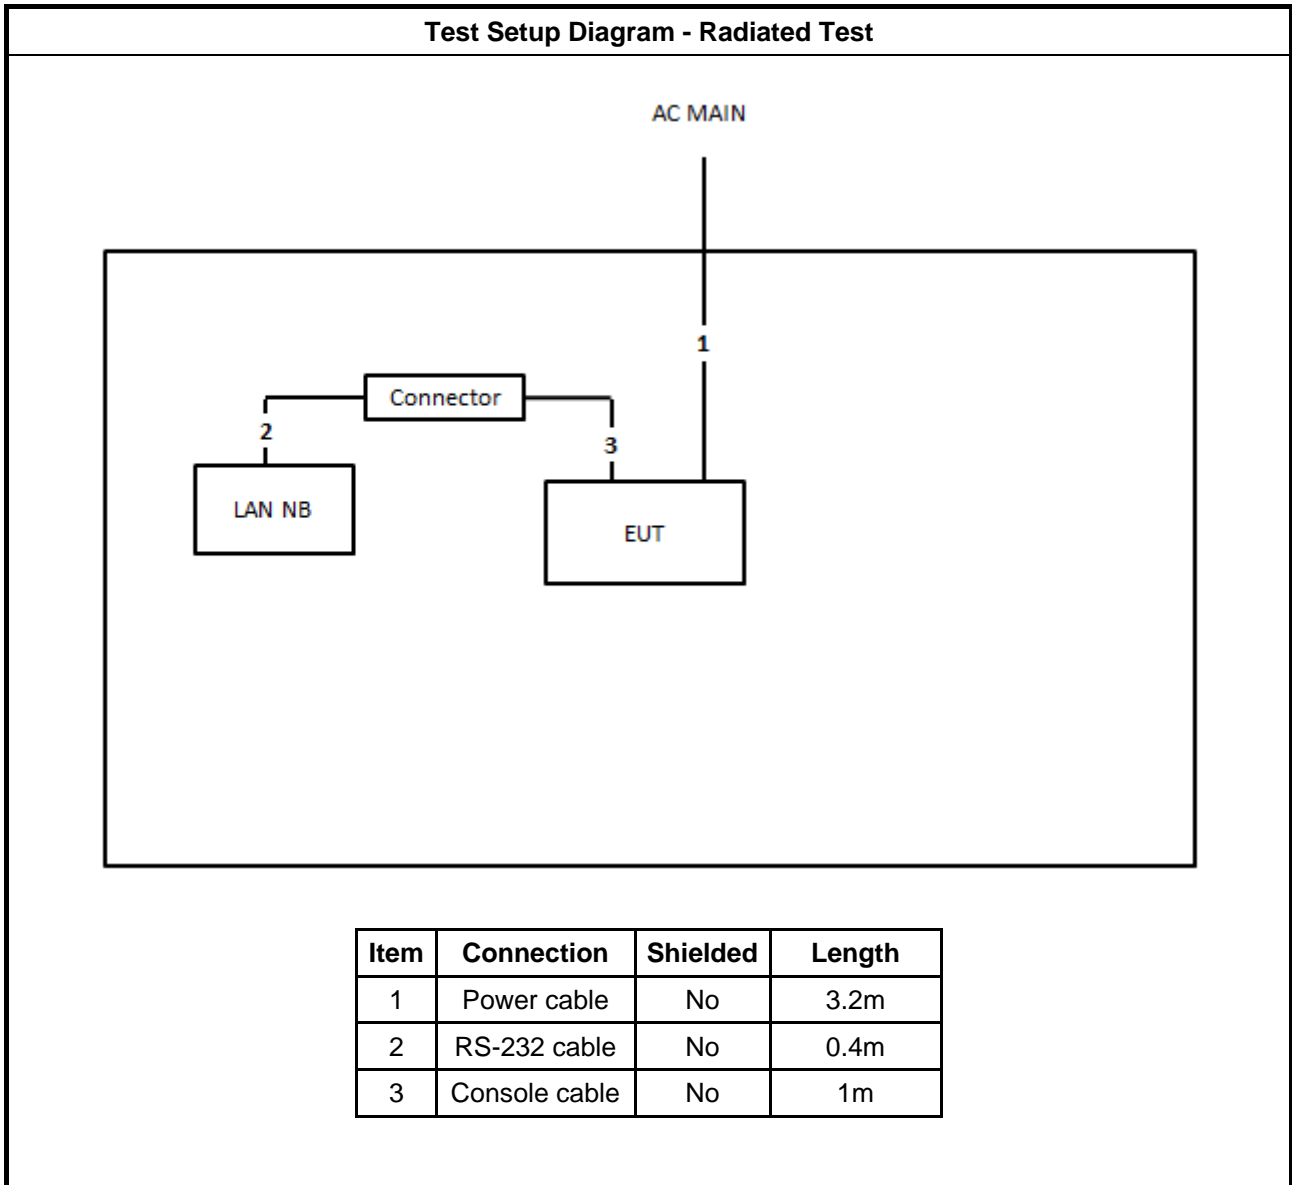 Test Setup Diagram - Radiated Test
AC MAIN
1
Connector
2
3
LAN NB
EUT
Item Connection Shielded Length
1 Power cable No 3.2m
2 RS-232 cable No 0.4m
3 Console cable No 1m